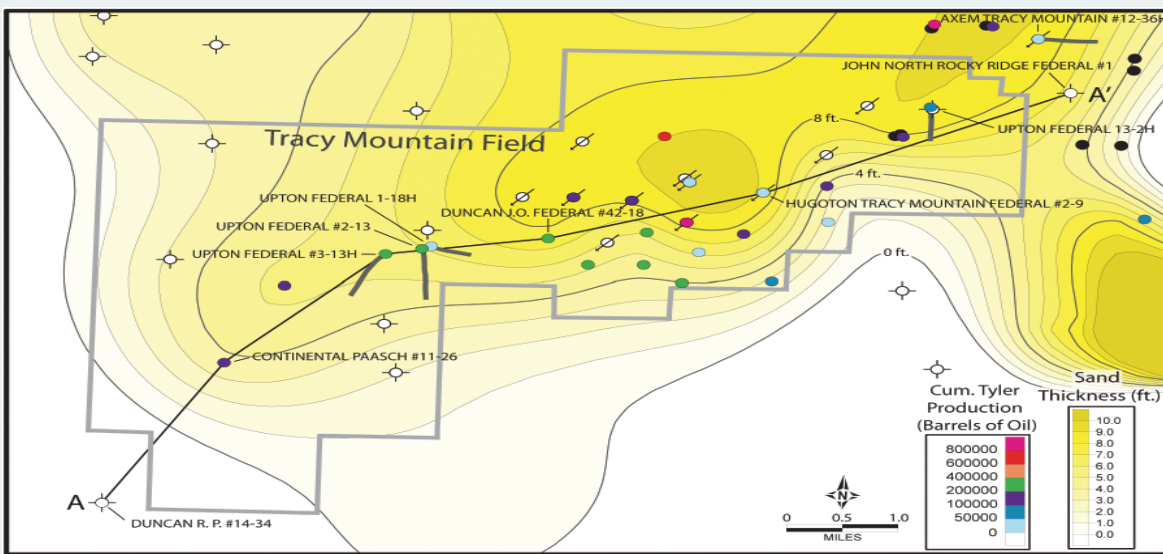 AXEM TRACY MOUNTAIN #12-36H
JOHN NORTH ROCKY RIDGE FEDERAL #1
A'
8 ft.
UPTON FEDERAL 13-2H
Tracy Mountain Field
4 ft.
UPTON FEDERAL 1-18H
DUNCAN J.O. FEDERAL #42-18
HUGOTON TRACY MOUNTAIN FEDERAL #2-9
UPTON FEDERAL #2-13
UPTON FEDERAL #3-13H
0 ft.
CONTINENTAL PAASCH #11-26
A
DUNCAN R. P. #14-34
N
0 0.5 1.0
MILES
Cum. Tyler
Production
(Barrels of Oil)
800000
600000
400000
200000
100000
50000
0
Sand
Thickness (ft.)
10.0
9.0
8.0
7.0
6.0
5.0
4.0
3.0
2.0
1.0
0.0